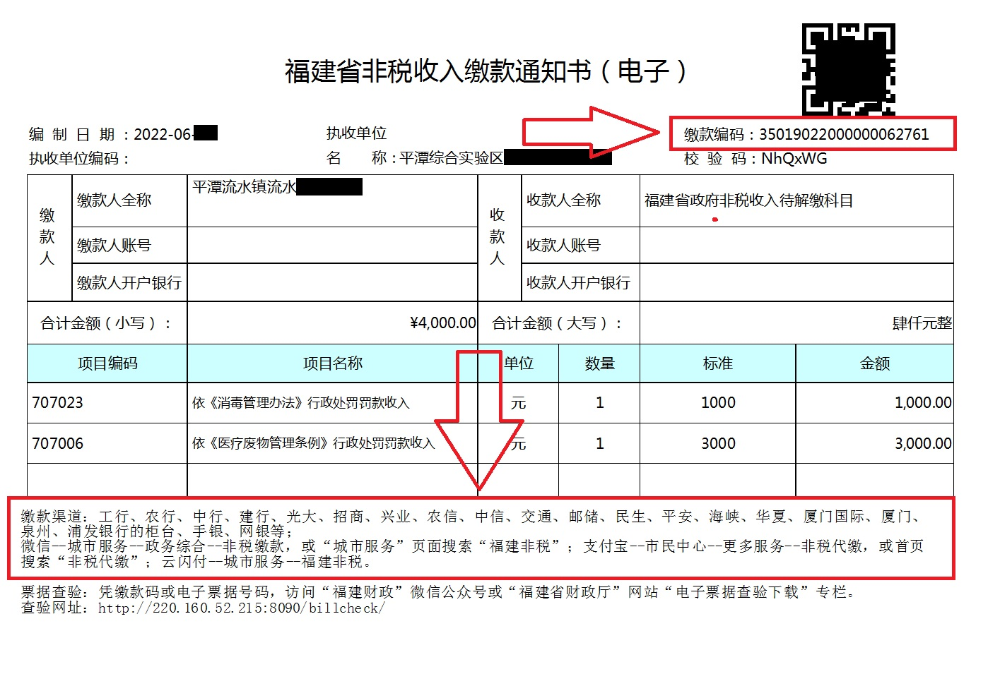 福建省非税收入缴款通知书（电子）
编 制 日 期 ：2022-06-
执收单位
缴款编码：35019022000000062761
执收单位编码：
名 称：平潭综合实验区
校 验 码：NhQxWG
缴款人
缴款人全称
平潭流水镇流水
收款人
收款人全称
福建省政府非税收入待解缴科目
缴款人账号
收款人账号
缴款人开户银行
收款人开户银行
合计金额（小写）：
¥4,000.00
合计金额（大写）：
肆仟元整
项目编码 项目名称 单位 数量 标准 金额
707023 依《消毒管理办法》行政处罚罚款收入 元 1 1000 1,000.00
707006 依《医疗废物管理条例》行政处罚罚款收入 元 1 3000 3,000.00
缴款渠道：工行、农行、中行、建行、光大、招商、兴业、农信、中信、交通、邮储、民生、平安、海峡、华夏、厦门国际、厦门、
泉州、浦发银行的柜台、手银、网银等；
微信--城市服务--政务综合--非税缴款，或“城市服务”页面搜索“福建非税”；支付宝--市民中心--更多服务--非税代缴，或首页
搜索“非税代缴”；云闪付--城市服务--福建非税。
票据查验：凭缴款码或电子票据号码，访问“福建财政”微信公众号或“福建省财政厅”网站“电子票据查验下载”专栏。
查验网址：http://220.160.52.215:8090/billcheck/